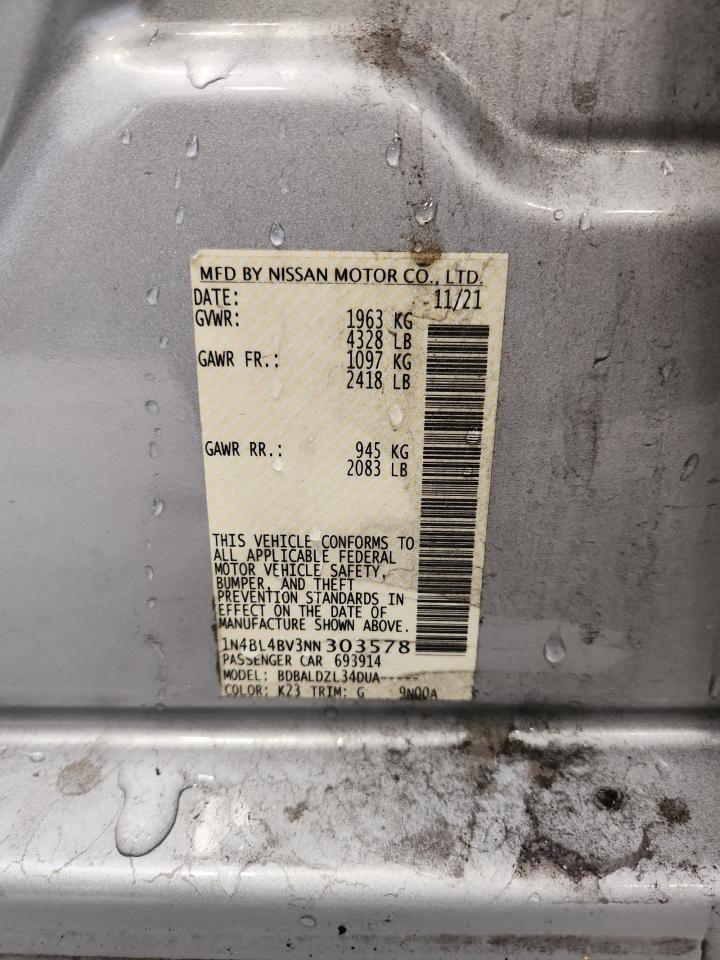 MFD BY NISSAN MOTOR CO., LTD.
DATE: 11/21
GVWR: 1963 KG
4328 LB
GAWR FR.: 1097 KG
2418 LB
GAWR RR.: 945 KG
2083 LB
THIS VEHICLE CONFORMS TO
ALL APPLICABLE FEDERAL
MOTOR VEHICLE SAFETY,
BUMPER, AND THEFT
PREVENTION STANDARDS IN
EFFECT ON THE DATE OF
MANUFACTURE SHOWN ABOVE.
1N4BL4BV3NN303578
PASSENGER CAR 693914
MODEL: BDBALDZL34DUA
COLOR: K23 TRIM: G 9N00A